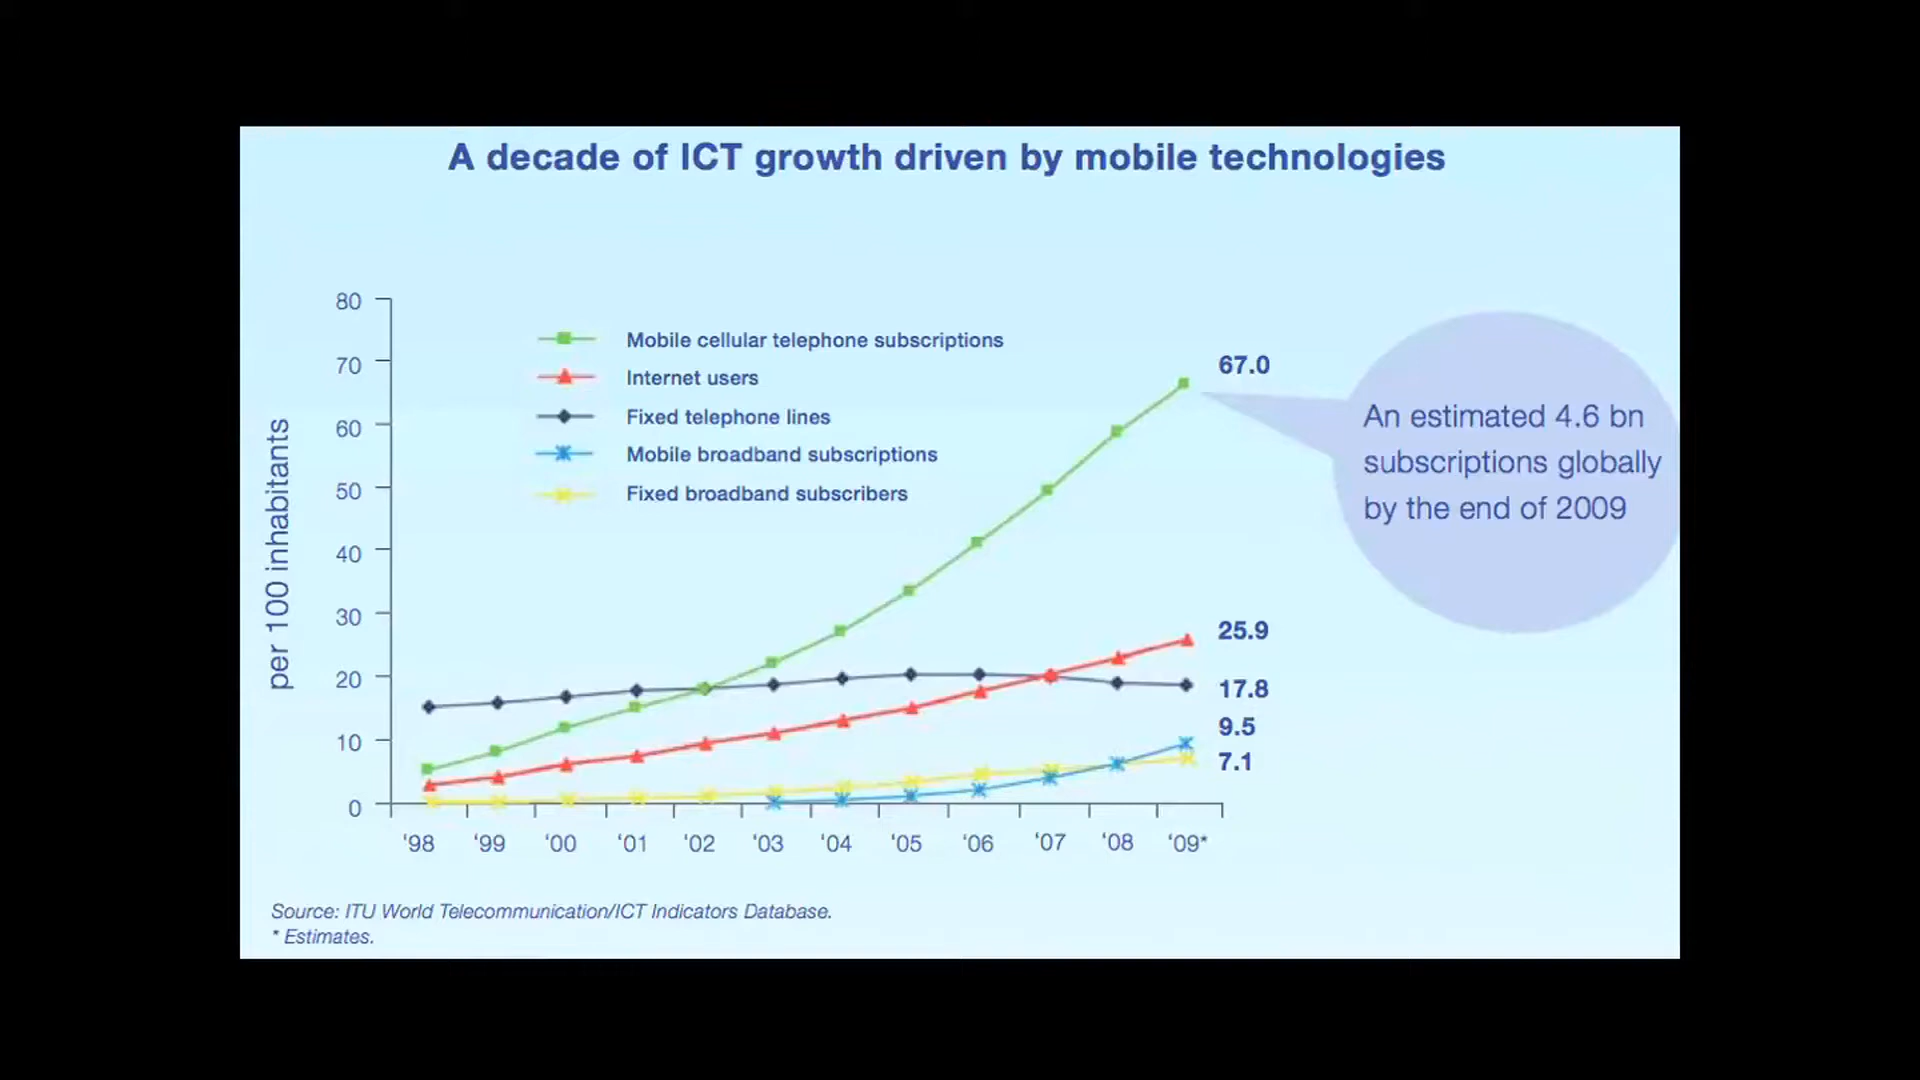 A decade of ICT growth driven by mobile technologies
per 100 inhabitants
80
70
60
50
40
30
20
10
0
Mobile cellular telephone subscriptions
Internet users
Fixed telephone lines
Mobile broadband subscriptions
Fixed broadband subscribers
67.0
25.9
17.8
9.5
7.1
An estimated 4.6 bn
subscriptions globally
by the end of 2009
‘98 ‘99 ‘00 ‘01 ‘02 ‘03 ‘04 ‘05 ‘06 ‘07 ‘08 ‘09*
Source: ITU World Telecommunication/ICT Indicators Database.
* Estimates.